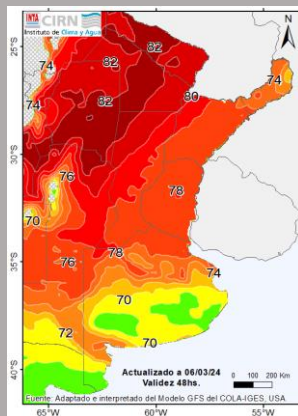 INTA CIRN
Instituto de Clima y Agua
N
25°S
30°S
35°S
40°S
74
82
82
74
74
82
80
76
70
78
76
78
74
70
72
70
Actualizado a 06/03/24
Validez 48hs.
0 100 200 Km
Fuente: Adaptado e interpretado del Modelo GFS del COLA-IGES, USA.
65°W 60°W 55°W